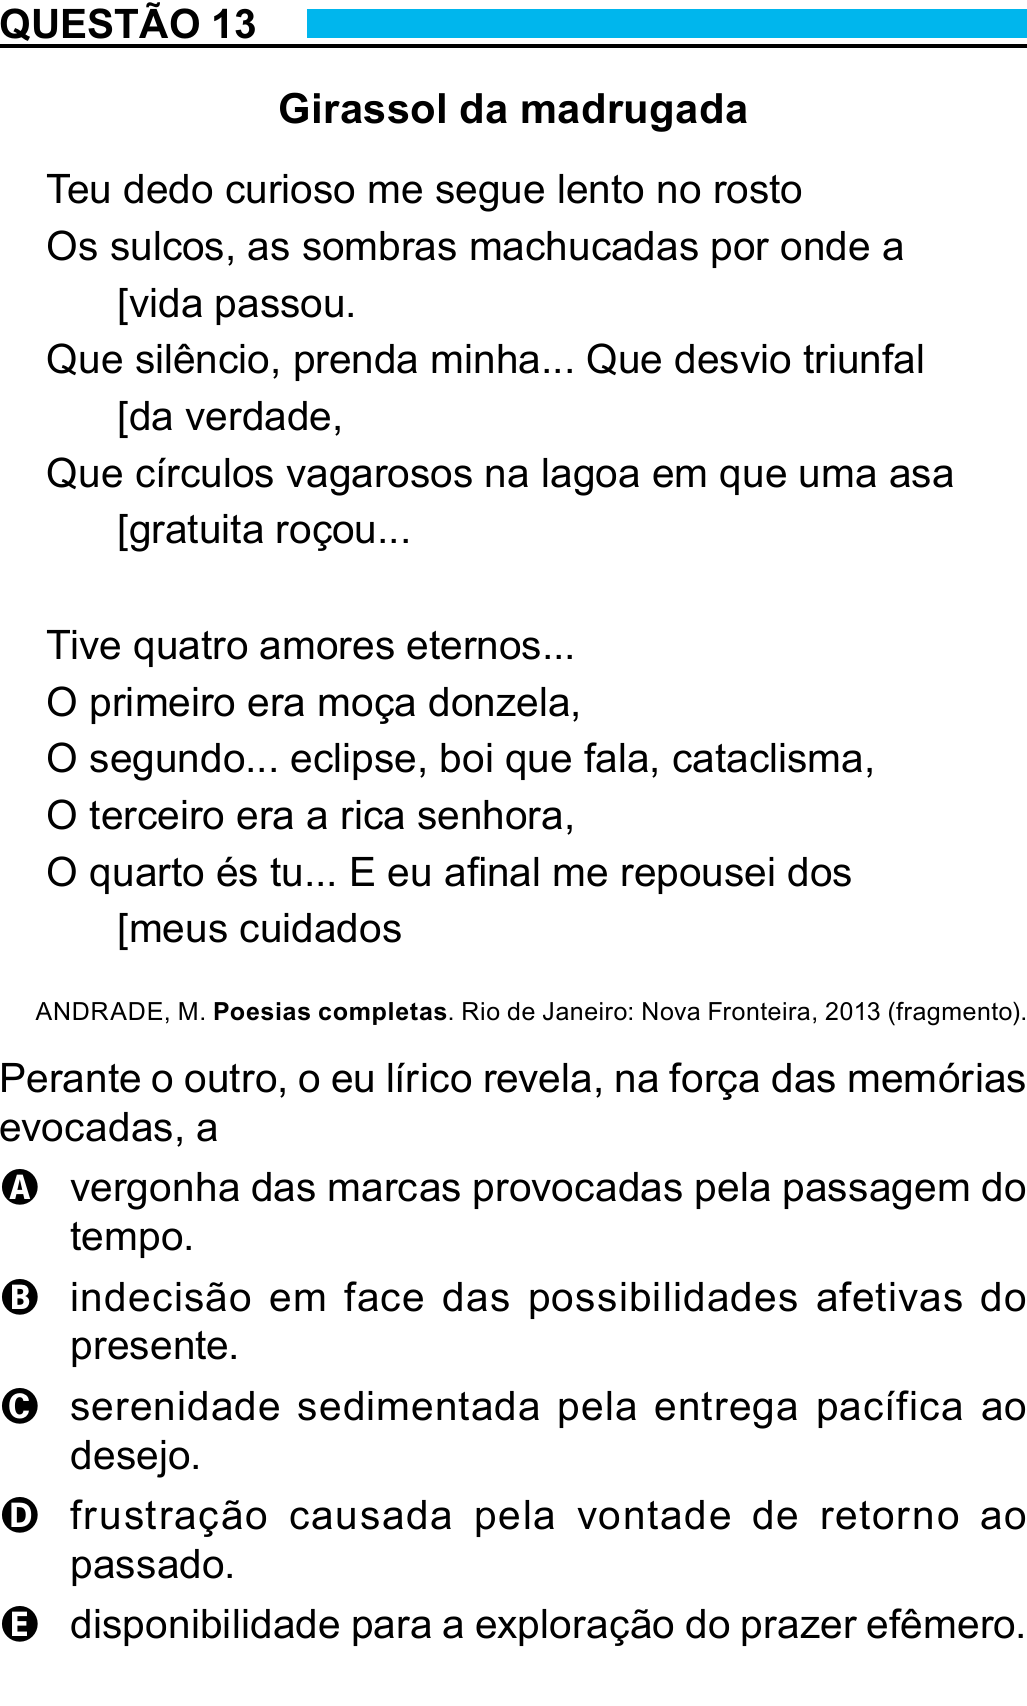 QUESTÃO 13
Girassol da madrugada
Teu dedo curioso me segue lento no rosto
Os sulcos, as sombras machucadas por onde a
[vida passou.
Que silêncio, prenda minha... Que desvio triunfal
[da verdade,
Que círculos vagarosos na lagoa em que uma asa
[gratuita roçou...
Tive quatro amores eternos...
O primeiro era moça donzela,
O segundo... eclipse, boi que fala, cataclisma,
O terceiro era a rica senhora,
O quarto és tu... E eu afinal me repousei dos
[meus cuidados
ANDRADE, M. Poesias completas. Rio de Janeiro: Nova Fronteira, 2013 (fragmento).
Perante o outro, o eu lírico revela, na força das memórias
evocadas, a
A vergonha das marcas provocadas pela passagem do
tempo.
B indecisão em face das possibilidades afetivas do
presente.
C serenidade sedimentada pela entrega pacífica ao
desejo.
D frustração causada pela vontade de retorno ao
passado.
E disponibilidade para a exploração do prazer efêmero.